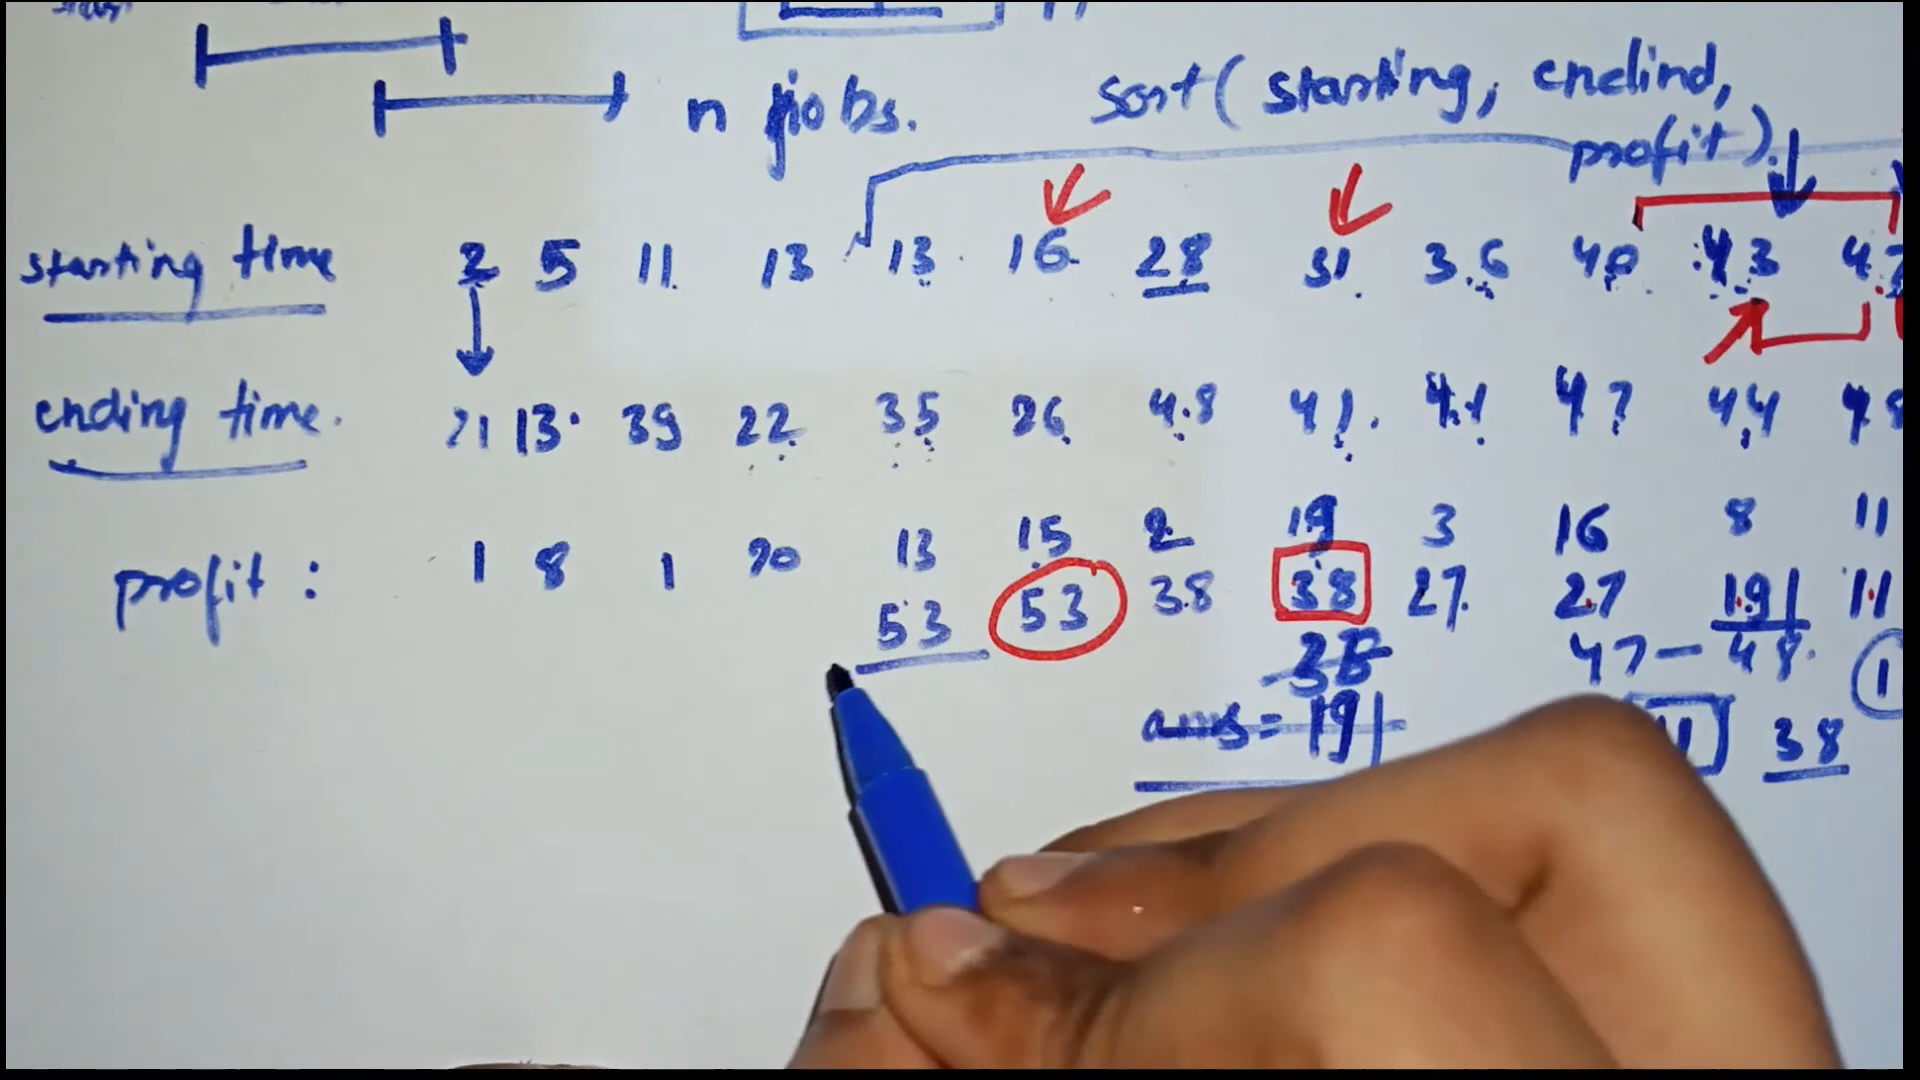 n jobs.
sort( starting, endind,
profit).
starting time 2 5 11 13 13 16 28 31 36 40 43
ending time. 21 13 39 22 35 26 48 41 41 47 44 48
profit : 1 8 1 20 13 15 2 19 3 16 8 11
53 53 38 38 27 27 19 11
38 47 - 48
ans = 19 38